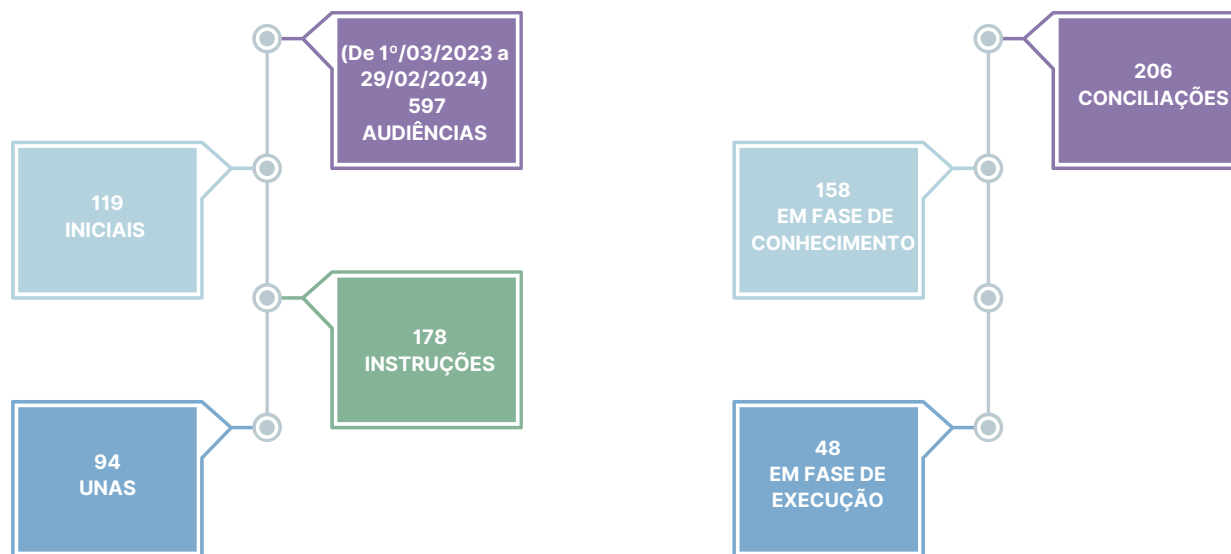 (De 1º/03/2023 a
29/02/2024)
597
AUDIÊNCIAS
119
INICIAIS
178
INSTRUÇÕES
94
UNAS
206
CONCILIAÇÕES
158
EM FASE DE
CONHECIMENTO
48
EM FASE DE
EXECUÇÃO